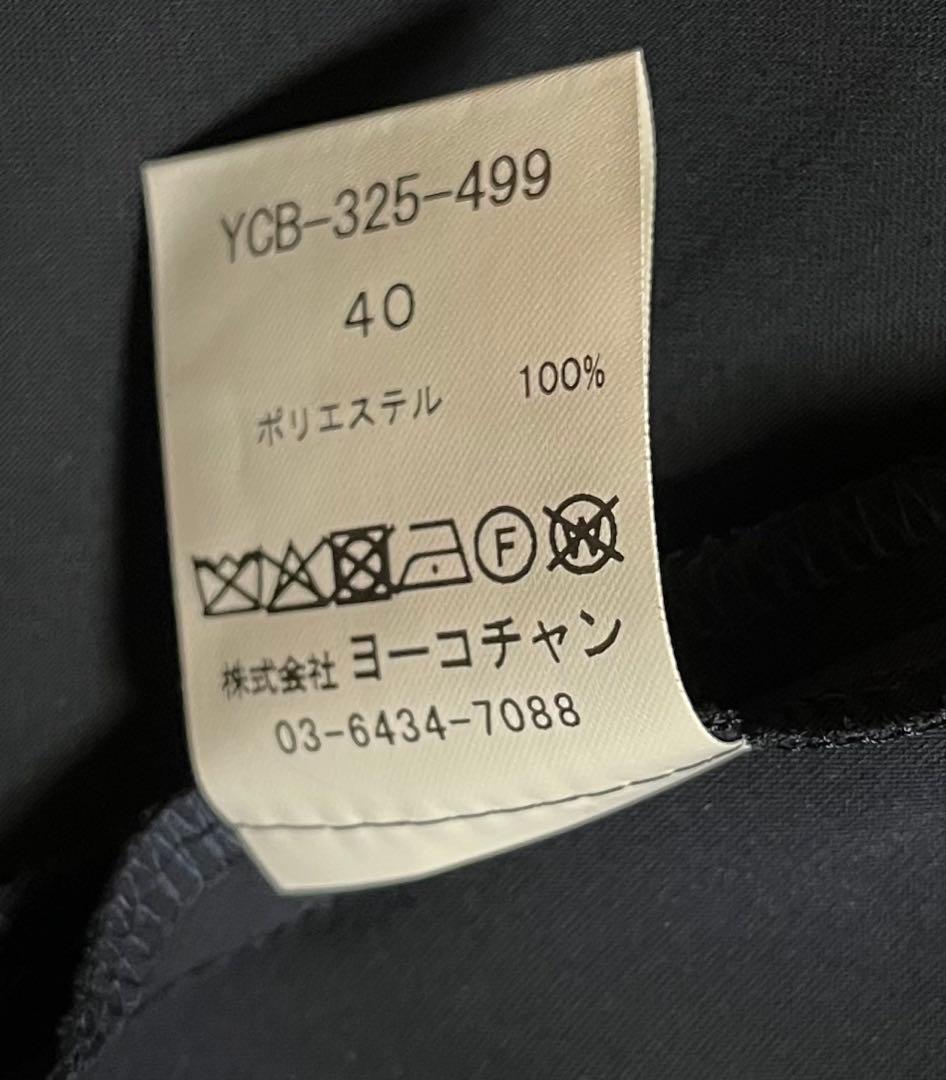 YCB-325-499
40
ポリエステル 100%
F W
株式会社 ヨーコチャン
03-6434-7088